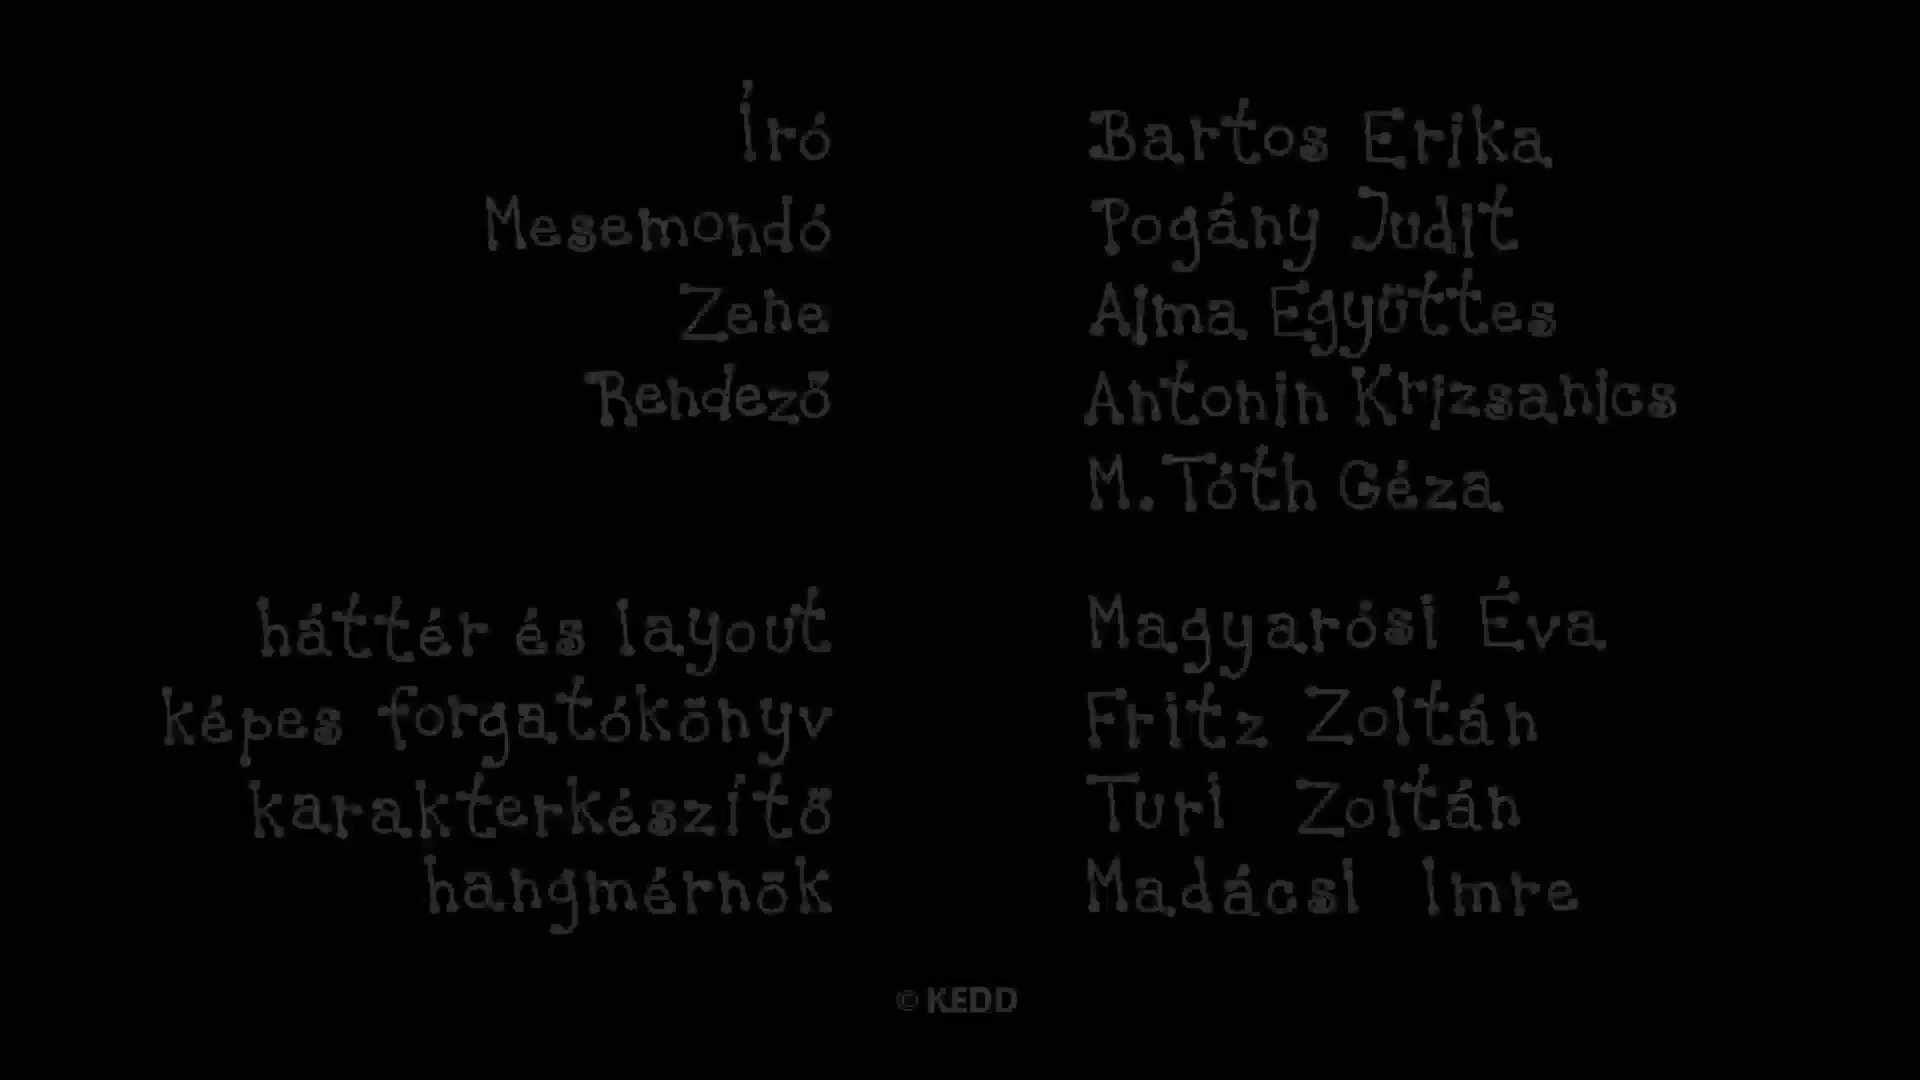 Író Bartos Erika
Mesemondó Pogány Judit
Zene Alma Együttes
Rendező Antonin Krizsanics
M. Tóth Géza
háttér és layout Magyarósi Éva
képes forgatókönyv Fritz Zoltán
karakterkészítő Turi Zoltán
hangmérnök Madácsi Imre
© KEDD